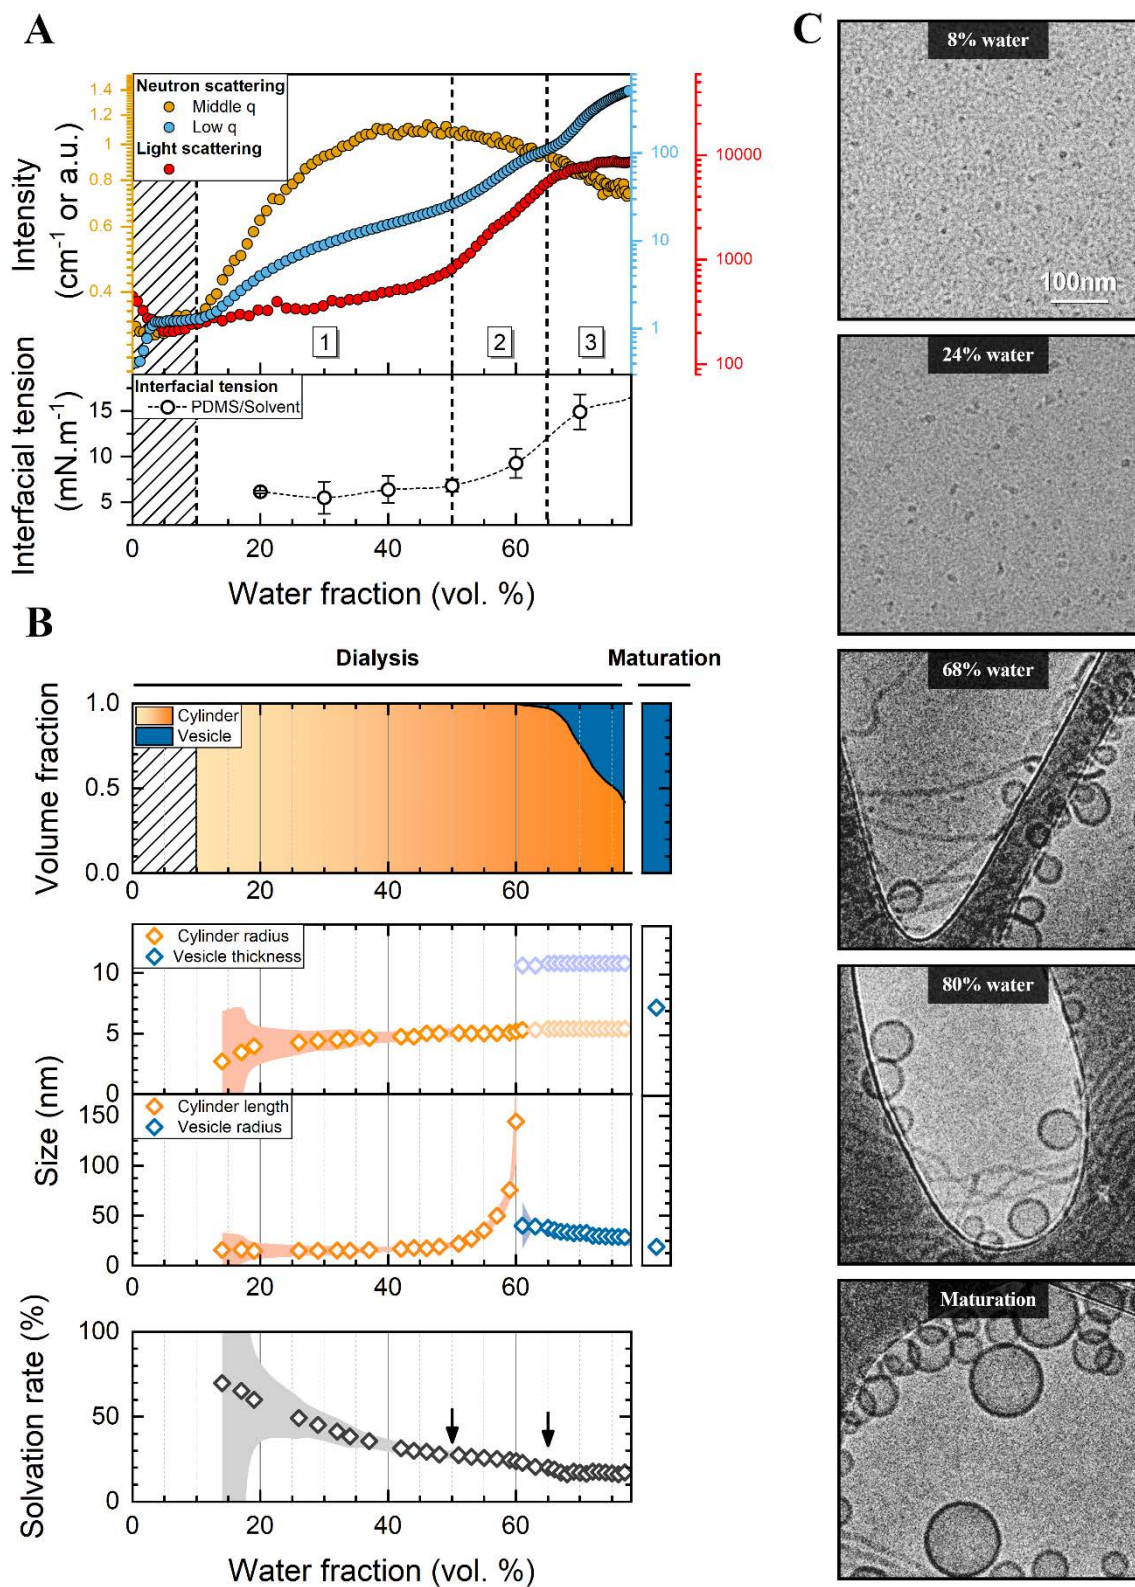 A
Neutron scattering
Middle q
Low q
Light scattering
Intensity
(cm⁻¹ or a.u.)
1.4
1.2
1
0.8
0.6
0.4
100
10
1
10000
1000
100
1
2
3
Interfacial tension
PDMS/Solvent
Interfacial tension
(mN.m⁻¹)
15
10
5
0
20
40
60
Water fraction (vol. %)
B
Dialysis
Maturation
Cylinder
Vesicle
Volume fraction
1.0
0.5
0.0
0
20
40
60
Cylinder radius
Vesicle thickness
10
5
0
Size (nm)
Cylinder length
Vesicle radius
150
100
50
0
0
20
40
60
Solvation rate (%)
100
50
0
0
20
40
60
Water fraction (vol. %)
C
8% water
100nm
24% water
68% water
80% water
Maturation